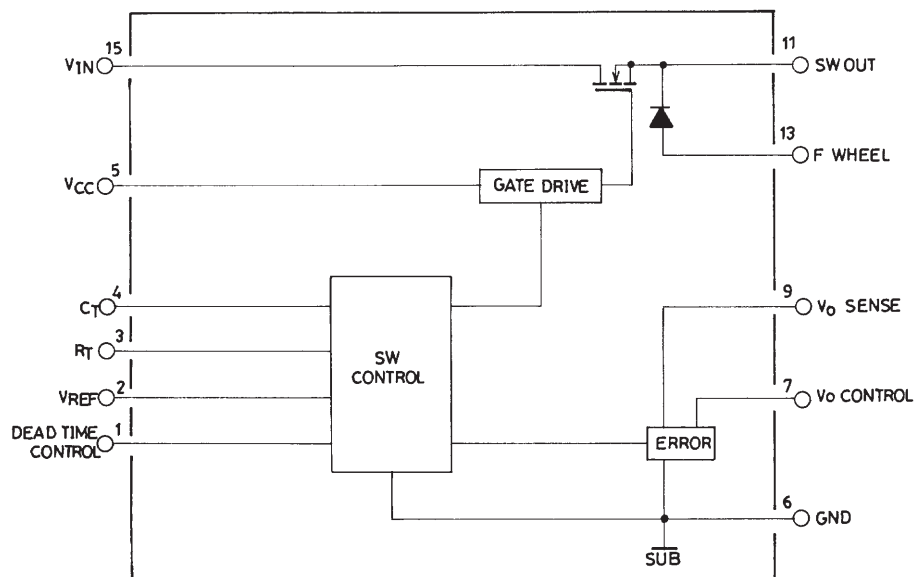 15
VIN
11
SW OUT
13
F WHEEL
5
VCC
GATE DRIVE
4
CT
9
Vo SENSE
3
RT
SW
CONTROL
2
VREF
7
Vo CONTROL
DEAD TIME
CONTROL
1
ERROR
6
GND
SUB